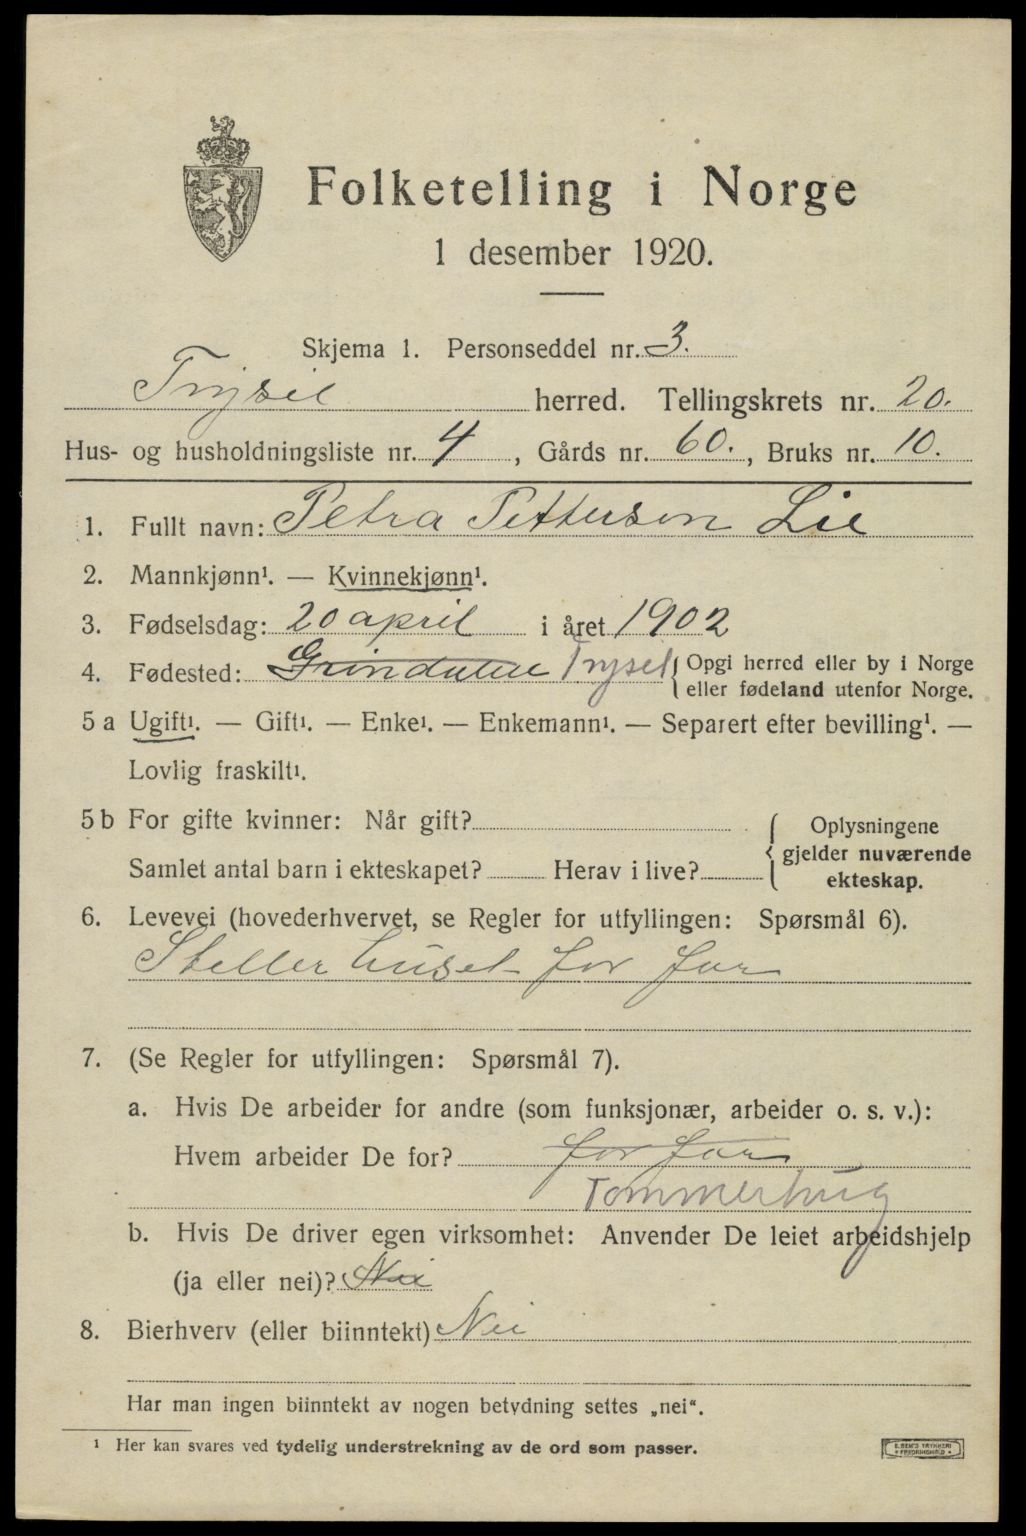 Folketelling i Norge
1 desember 1920.
Skjema 1. Personseddel nr. 3.
Trysil herred. Tellingskrets nr. 20.
Hus- og husholdningsliste nr. 4, Gårds nr. 60., Bruks nr. 10.
1. Fullt navn: Petra Petterson Lie
2. Mannkjønn¹. — Kvinnekjønn¹.
3. Fødselsdag: 20 april i året 1902
4. Fødested: Trysil { Opgi herred eller by i Norge
eller fødeland utenfor Norge.
5 a Ugift¹. — Gift¹. — Enke¹. — Enkemann¹. — Separert efter bevilling¹. —
Lovlig fraskilt¹.
5 b For gifte kvinner: Når gift?
Samlet antal barn i ekteskapet? Herav i live?
{ Oplysningene
gjelder nuværende
ekteskap.
6. Levevei (hovederhvervet, se Regler for utfyllingen: Spørsmål 6).
Steller huset for far
7. (Se Regler for utfyllingen: Spørsmål 7).
a. Hvis De arbeider for andre (som funksjonær, arbeider o. s. v.):
Hvem arbeider De for? for far
Tømmerhug
b. Hvis De driver egen virksomhet: Anvender De leiet arbeidshjelp
(ja eller nei)? Nei
8. Bierhverv (eller biinntekt) Nei
Har man ingen biinntekt av nogen betydning settes „nei“.
¹ Her kan svares ved tydelig understrekning av de ord som passer.